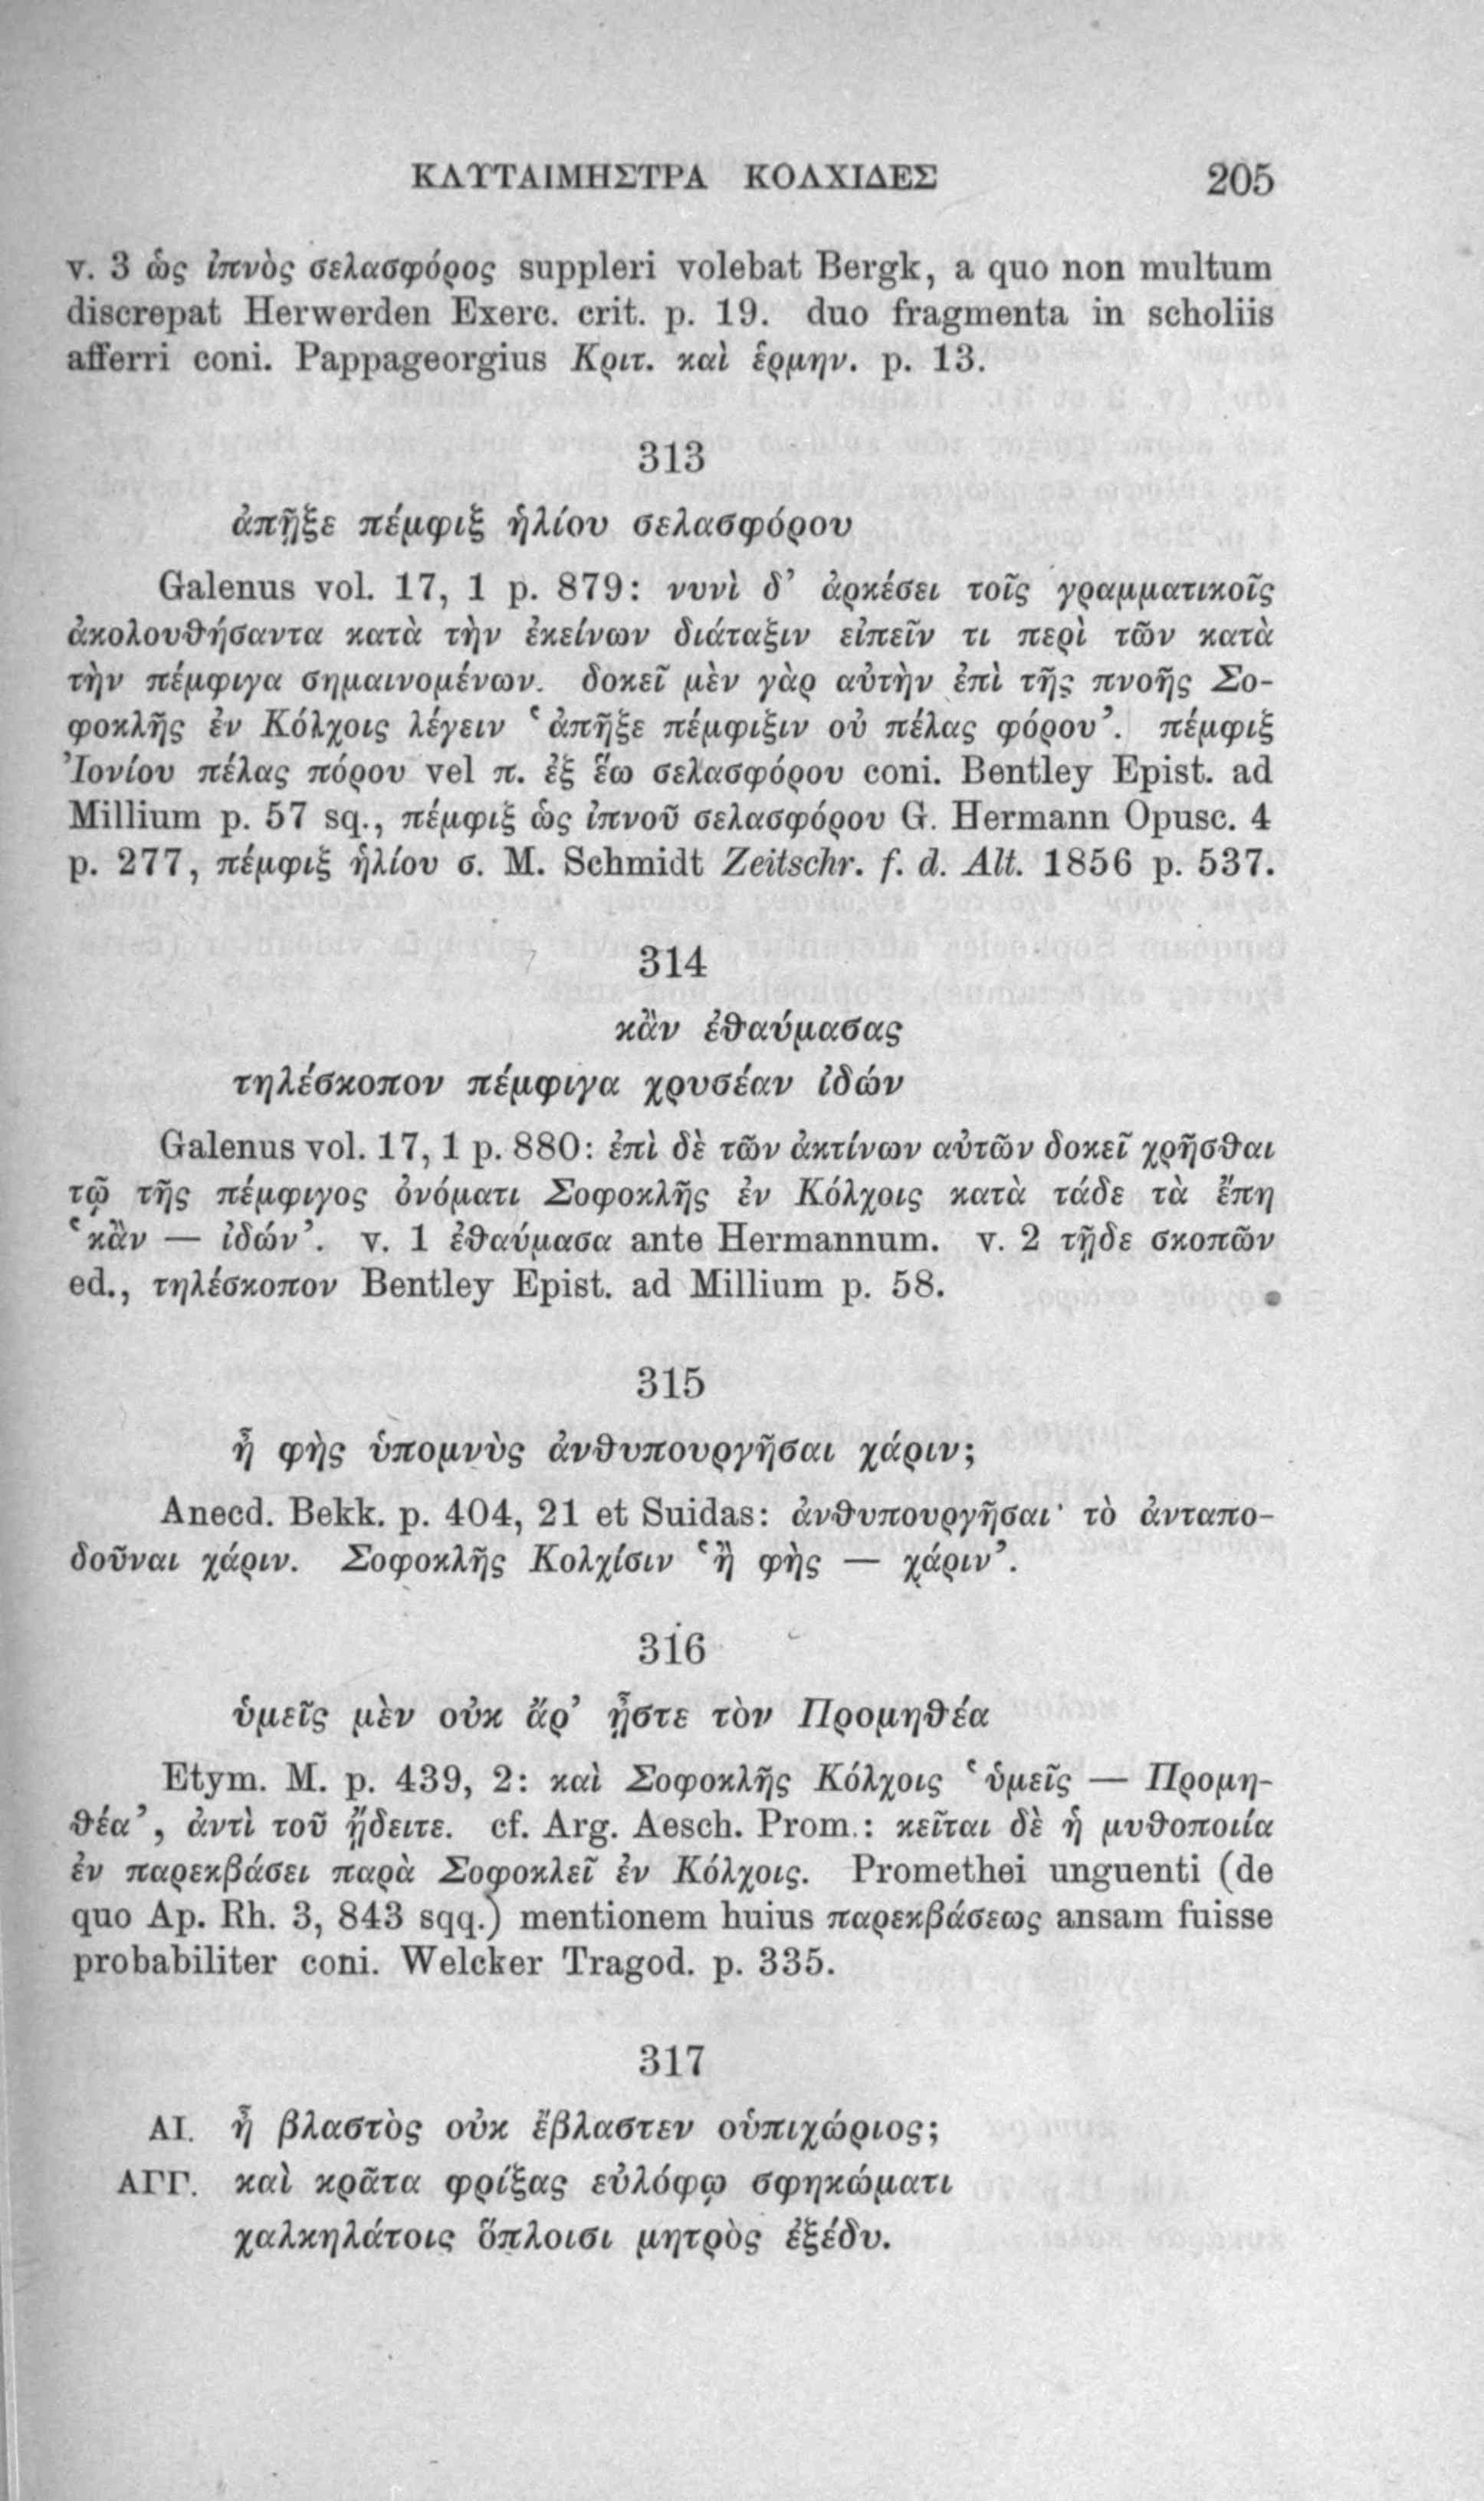 ΚΛΥΤΑΙΜΗΣΤΡΑ ΚΟΛΧΙΔΕΣ 205
v. 3 ὡς ἰπνὸς σελασφόρος suppleri volebat Bergk, a quo non multum
discrepat Herwerden Exerc. crit. p. 19. duo fragmenta in scholiis
afferri coni. Pappageorgius Κριτ. καὶ ἑρμην. p. 13.
313
ἀπῇξε πέμφιξ ἡλίου σελασφόρου
Galenus vol. 17, 1 p. 879: νυνὶ δ’ ἀρκέσει τοῖς γραμματικοῖς
ἀκολουθήσαντα κατὰ τὴν ἐκείνων διάταξιν εἰπεῖν τι περὶ τῶν κατὰ
τὴν πέμφιγα σημαινομένων. δοκεῖ μὲν γὰρ αὐτὴν ἐπὶ τῆς πνοῆς Σο-
φοκλῆς ἐν Κόλχοις λέγειν ‘ἀπῆξε πέμφιξιν οὐ πέλας φόρου’. πέμφιξ
Ἰονίου πέλας πόρου vel π. ἐξ ἕω σελασφόρου coni. Bentley Epist. ad
Millium p. 57 sq., πέμφιξ ὡς ἰπνοῦ σελασφόρου G. Hermann Opusc. 4
p. 277, πέμφιξ ἡλίου σ. M. Schmidt Zeitschr. f. d. Alt. 1856 p. 537.
314
κἂν ἐθαύμασας
τηλέσκοπον πέμφιγα χρυσέαν ἰδών
Galenus vol. 17, 1 p. 880: ἐπὶ δὲ τῶν ἀκτίνων αὐτῶν δοκεῖ χρῆσθαι
τῷ τῆς πέμφιγος ὀνόματι Σοφοκλῆς ἐν Κόλχοις κατὰ τάδε τὰ ἔπη
‘κἂν — ἰδών’. v. 1 ἐθαύμασα ante Hermannum. v. 2 τῇδε σκοπῶν
ed., τηλέσκοπον Bentley Epist. ad Millium p. 58.
315
ἦ φῂς ὑπομνὺς ἀνθυπουργῆσαι χάριν;
Anecd. Bekk. p. 404, 21 et Suidas: ἀνθυπουργῆσαι· τὸ ἀνταπο-
δοῦναι χάριν. Σοφοκλῆς Κολχίσιν ‘ἢ φὴς — χάριν’.
316
ὑμεῖς μὲν οὐκ ἄρ’ ᾖστε τὸν Προμηθέα
Etym. M. p. 439, 2: καὶ Σοφοκλῆς Κόλχοις ‘ὑμεῖς — Προμη-
θέα’, ἀντὶ τοῦ ᾔδειτε. cf. Arg. Aesch. Prom.: κεῖται δὲ ἡ μυθοποιία
ἐν παρεκβάσει παρὰ Σοφοκλεῖ ἐν Κόλχοις. Promethei unguenti (de
quo Ap. Rh. 3, 843 sqq.) mentionem huius παρεκβάσεως ansam fuisse
probabiliter coni. Welcker Tragod. p. 335.
317
ΑΙ. ἦ βλαστὸς οὐκ ἔβλαστεν οὑπιχώριος;
ΑΓΓ. καὶ κρᾶτα φρίξας εὐλόφῳ σφηκώματι
χαλκηλάτοις ὅπλοισι μητρὸς ἐξέδυ.